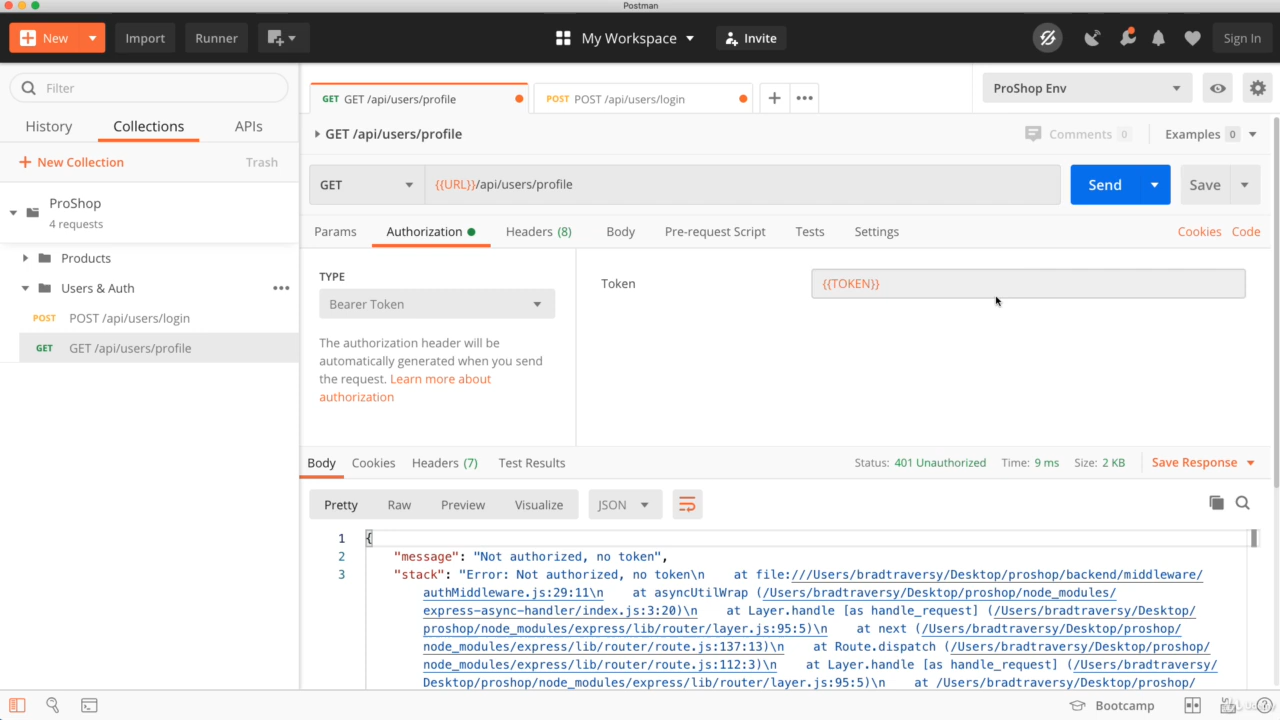 Postman
New
Import
Runner
My Workspace
Invite
Sign In
Filter
History
Collections
APIs
New Collection
Trash
ProShop
4 requests
Products
Users & Auth
POST POST /api/users/login
GET GET /api/users/profile
GET GET /api/users/profile
POST POST /api/users/login
ProShop Env
GET /api/users/profile
Comments 0
Examples 0
GET
{{URL}}/api/users/profile
Send
Save
Params
Authorization
Headers (8)
Body
Pre-request Script
Tests
Settings
Cookies
Code
TYPE
Bearer Token
The authorization header will be
automatically generated when you send
the request. Learn more about
authorization
Token
{{TOKEN}}
Body
Cookies
Headers (7)
Test Results
Status: 401 Unauthorized
Time: 9 ms
Size: 2 KB
Save Response
Pretty
Raw
Preview
Visualize
JSON
1 {
2 "message": "Not authorized, no token",
3 "stack": "Error: Not authorized, no token\n    at file:///Users/bradtraversy/Desktop/proshop/backend/middleware/
authMiddleware.js:29:11\n    at asyncUtilWrap (/Users/bradtraversy/Desktop/proshop/node_modules/
express-async-handler/index.js:3:20)\n    at Layer.handle [as handle_request] (/Users/bradtraversy/Desktop/
proshop/node_modules/express/lib/router/layer.js:95:5)\n    at next (/Users/bradtraversy/Desktop/proshop/
node_modules/express/lib/router/route.js:137:13)\n    at Route.dispatch (/Users/bradtraversy/Desktop/proshop/
node_modules/express/lib/router/route.js:112:3)\n    at Layer.handle [as handle_request] (/Users/bradtraversy/
Desktop/proshop/node_modules/express/lib/router/layer.js:95:5)\n    at /Users/bradtraversy/Desktop/proshop/
Bootcamp